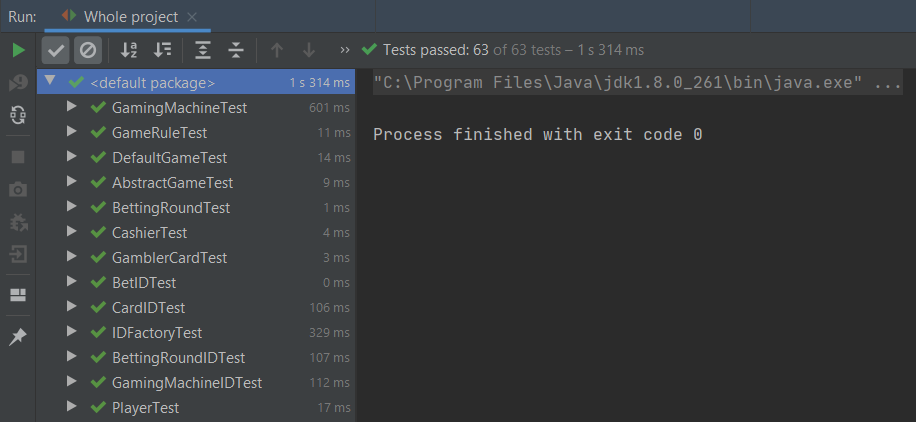 Run: Whole project
Tests passed: 63 of 63 tests – 1 s 314 ms
<default package> 1 s 314 ms
"C:\Program Files\Java\jdk1.8.0_261\bin\java.exe" ...
GamingMachineTest 601 ms
Process finished with exit code 0
GameRuleTest 11 ms
DefaultGameTest 14 ms
AbstractGameTest 9 ms
BettingRoundTest 1 ms
CashierTest 4 ms
GamblerCardTest 3 ms
BetIDTest 0 ms
CardIDTest 106 ms
IDFactoryTest 329 ms
BettingRoundIDTest 107 ms
GamingMachineIDTest 112 ms
PlayerTest 17 ms